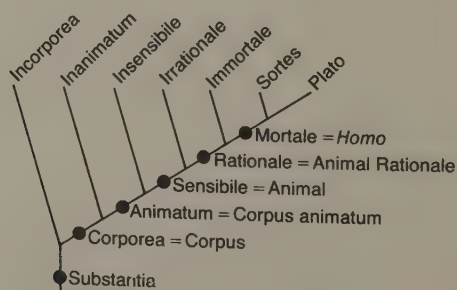 Incorporea
Inanimatum
Insensibile
Irrationale
Immortale
Sortes
Plato
Mortale = Homo
Rationale = Animal Rationale
Sensibile = Animal
Animatum = Corpus animatum
Corporea = Corpus
Substantia